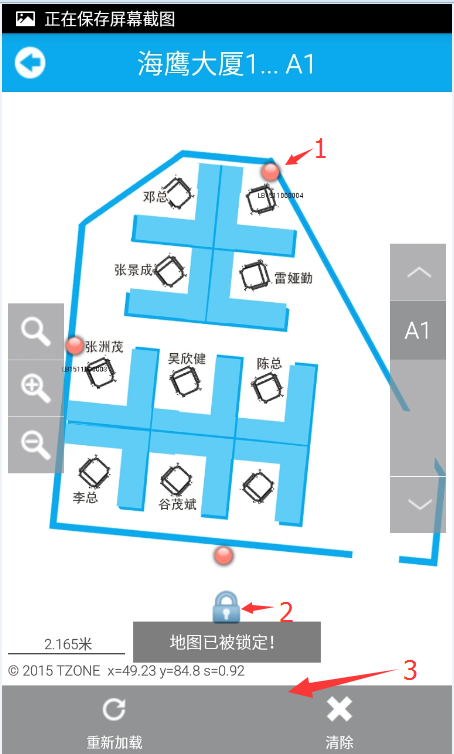 正在保存屏幕截图
海鹰大厦1... A1
1
邓总
LB1511000004
张景成
雷娅勤
A1
张洲茂
吴欣健
陈总
李总
谷茂斌
2
2.165米
地图已被锁定!
3
© 2015 TZONE x=49.23 y=84.8 s=0.92
重新加载
清除